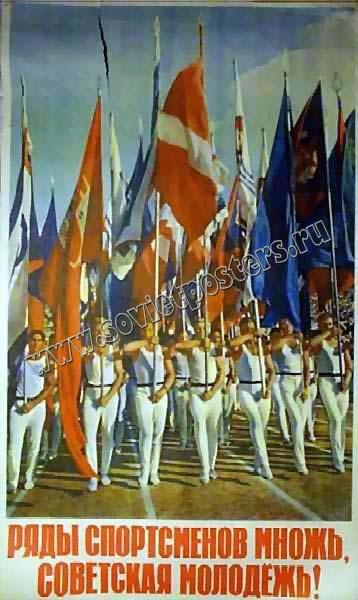 www.sovietposters.ru
РЯДЫ СПОРТСМЕНОВ МНОЖЬ,
СОВЕТСКАЯ МОЛОДЁЖЬ!